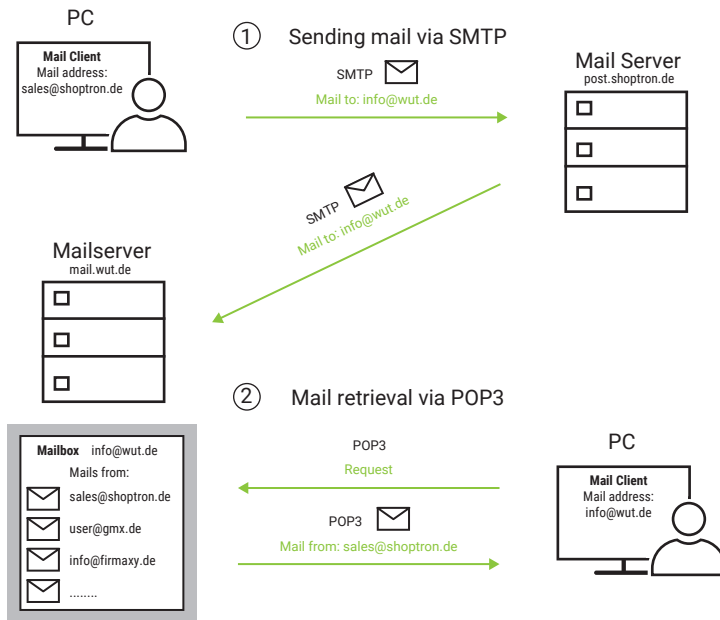 PC
Mail Client
Mail address:
sales@shoptron.de
① Sending mail via SMTP
SMTP
Mail to: info@wut.de
Mail Server
post.shoptron.de
SMTP
Mail to: info@wut.de
Mailserver
mail.wut.de
② Mail retrieval via POP3
Mailbox info@wut.de
Mails from:
sales@shoptron.de
user@gmx.de
info@firmaxy.de
........
POP3
Request
POP3
Mail from: sales@shoptron.de
PC
Mail Client
Mail address:
info@wut.de